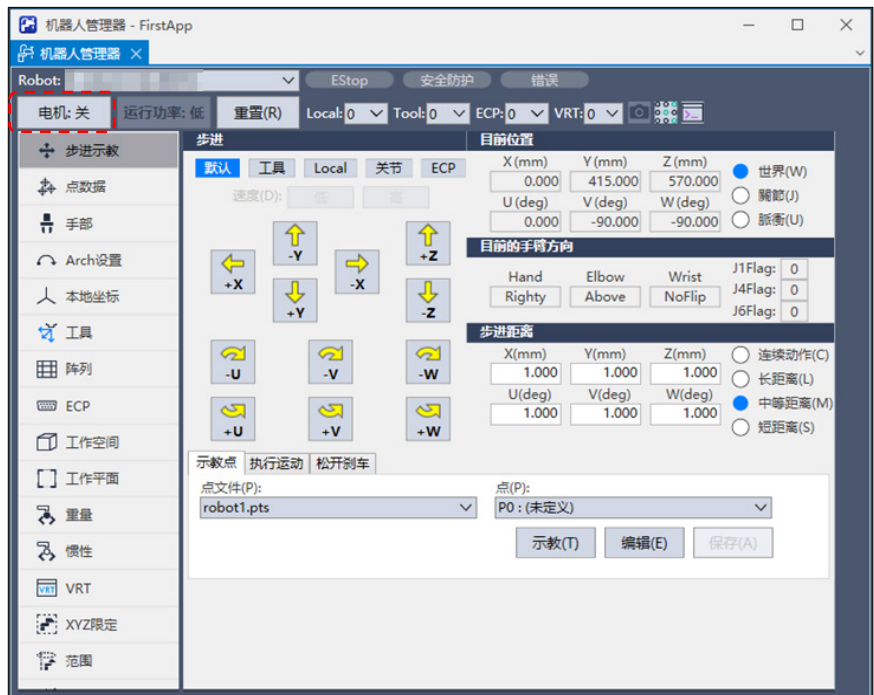 机器人管理器 - FirstApp
机器人管理器
Robot: EStop 安全防护 错误
电机: 关 运行功率: 低 重置(R) Local: 0 Tool: 0 ECP: 0 VRT: 0
步进示教
点数据
手部
Arch设置
本地坐标
工具
阵列
ECP
工作空间
工作平面
重量
惯性
VRT
XYZ限定
范围
步进
默认 工具 Local 关节 ECP
速度(D): 低 高
-Y +Z
+X -X
+Y -Z
-U -V -W
+U +V +W
目前位置
X (mm) Y (mm) Z (mm)
0.000 415.000 570.000
U (deg) V (deg) W (deg)
0.000 -90.000 -90.000
世界(W)
關節(J)
脈衝(U)
目前的手臂方向
Hand Elbow Wrist
Righty Above NoFlip
J1Flag: 0
J4Flag: 0
J6Flag: 0
步进距离
X(mm) Y(mm) Z(mm)
1.000 1.000 1.000
U(deg) V(deg) W(deg)
1.000 1.000 1.000
连续动作(C)
长距离(L)
中等距离(M)
短距离(S)
示教点 执行运动 松开刹车
点文件(P): 点(P):
robot1.pts P0 : (未定义)
示教(T) 编辑(E) 保存(A)